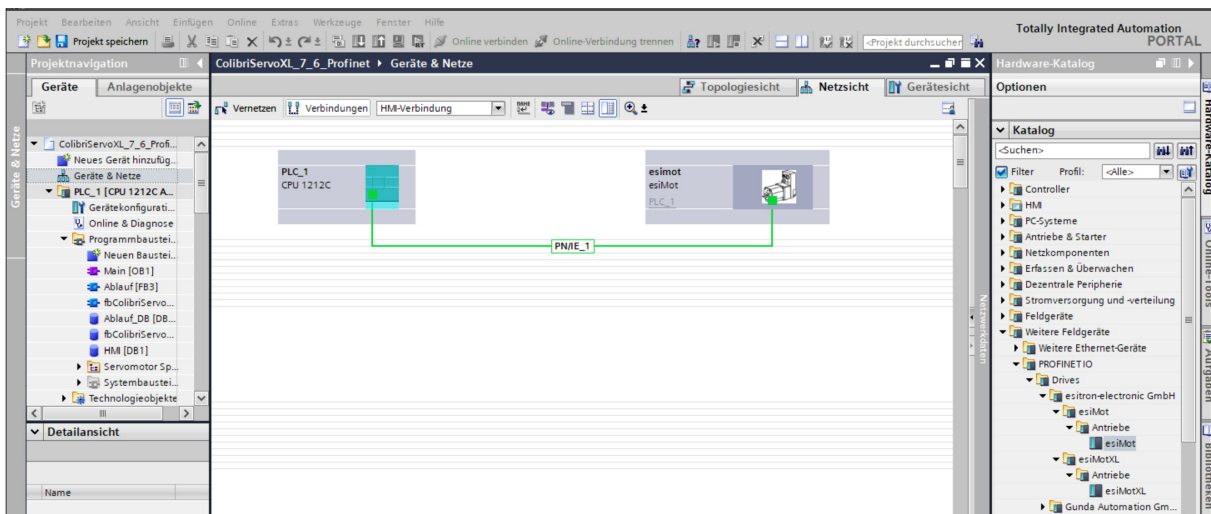 Projekt Bearbeiten Ansicht Einfügen Online Extras Werkzeuge Fenster Hilfe
Totally Integrated Automation
PORTAL
Projekt speichern Online verbinden Online-Verbindung trennen <Projekt durchsuchen
Projektnavigation
ColibriServoXL_7_6_Profinet ▸ Geräte & Netze
Hardware-Katalog
Geräte Anlagenobjekte
Topologiesicht Netzsicht Gerätesicht
Optionen
Vernetzen Verbindungen HMI-Verbindung
Geräte & Netze
ColibriServoXL_7_6_Profi...
Neues Gerät hinzufüg...
Geräte & Netze
PLC_1 [CPU 1212C A...
Gerätekonfigurati...
Online & Diagnose
Programmbaustei...
Neuen Baustei...
Main [OB1]
Ablauf [FB3]
fbColibriServo...
Ablauf_DB [DB...
fbColibriServo...
HMI [DB1]
Servomotor Sp...
Systembaustei...
Technologieobjekte
Detailansicht
Name
PLC_1
CPU 1212C
esimot
esiMot
PLC_1
PN/IE_1
Netzwerkdaten
Katalog
<Suchen>
Filter Profil: <Alle>
Controller
HMI
PC-Systeme
Antriebe & Starter
Netzkomponenten
Erfassen & Überwachen
Dezentrale Peripherie
Stromversorgung und -verteilung
Feldgeräte
Weitere Feldgeräte
Weitere Ethernet-Geräte
PROFINET IO
Drives
esitron-electronic GmbH
esiMot
Antriebe
esiMot
esiMotXL
Antriebe
esiMotXL
Gunda Automation Gm...
Hardware-Katalog
Online-Tools
Aufgaben
Bibliotheken